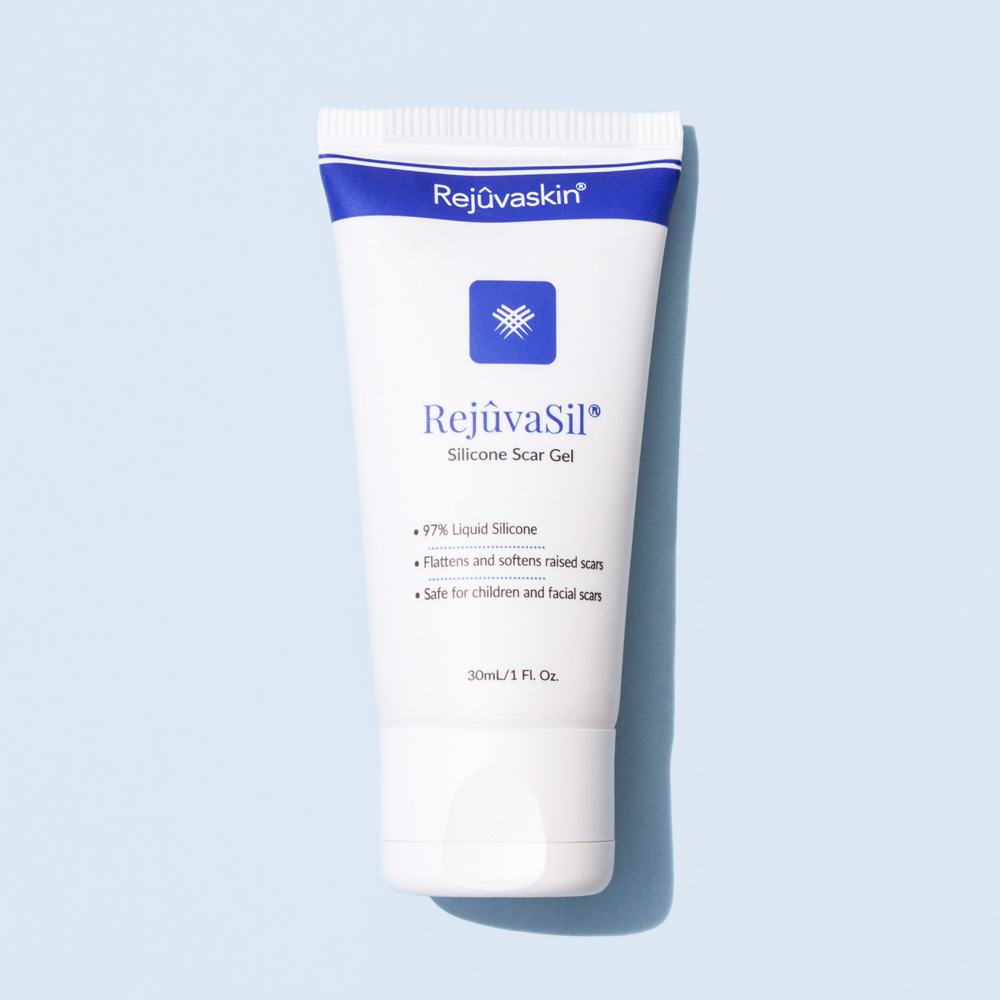 Rejûvaskin®
RejûvaSil®
Silicone Scar Gel
• 97% Liquid Silicone
• Flattens and softens raised scars
• Safe for children and facial scars
30mL/1 Fl. Oz.